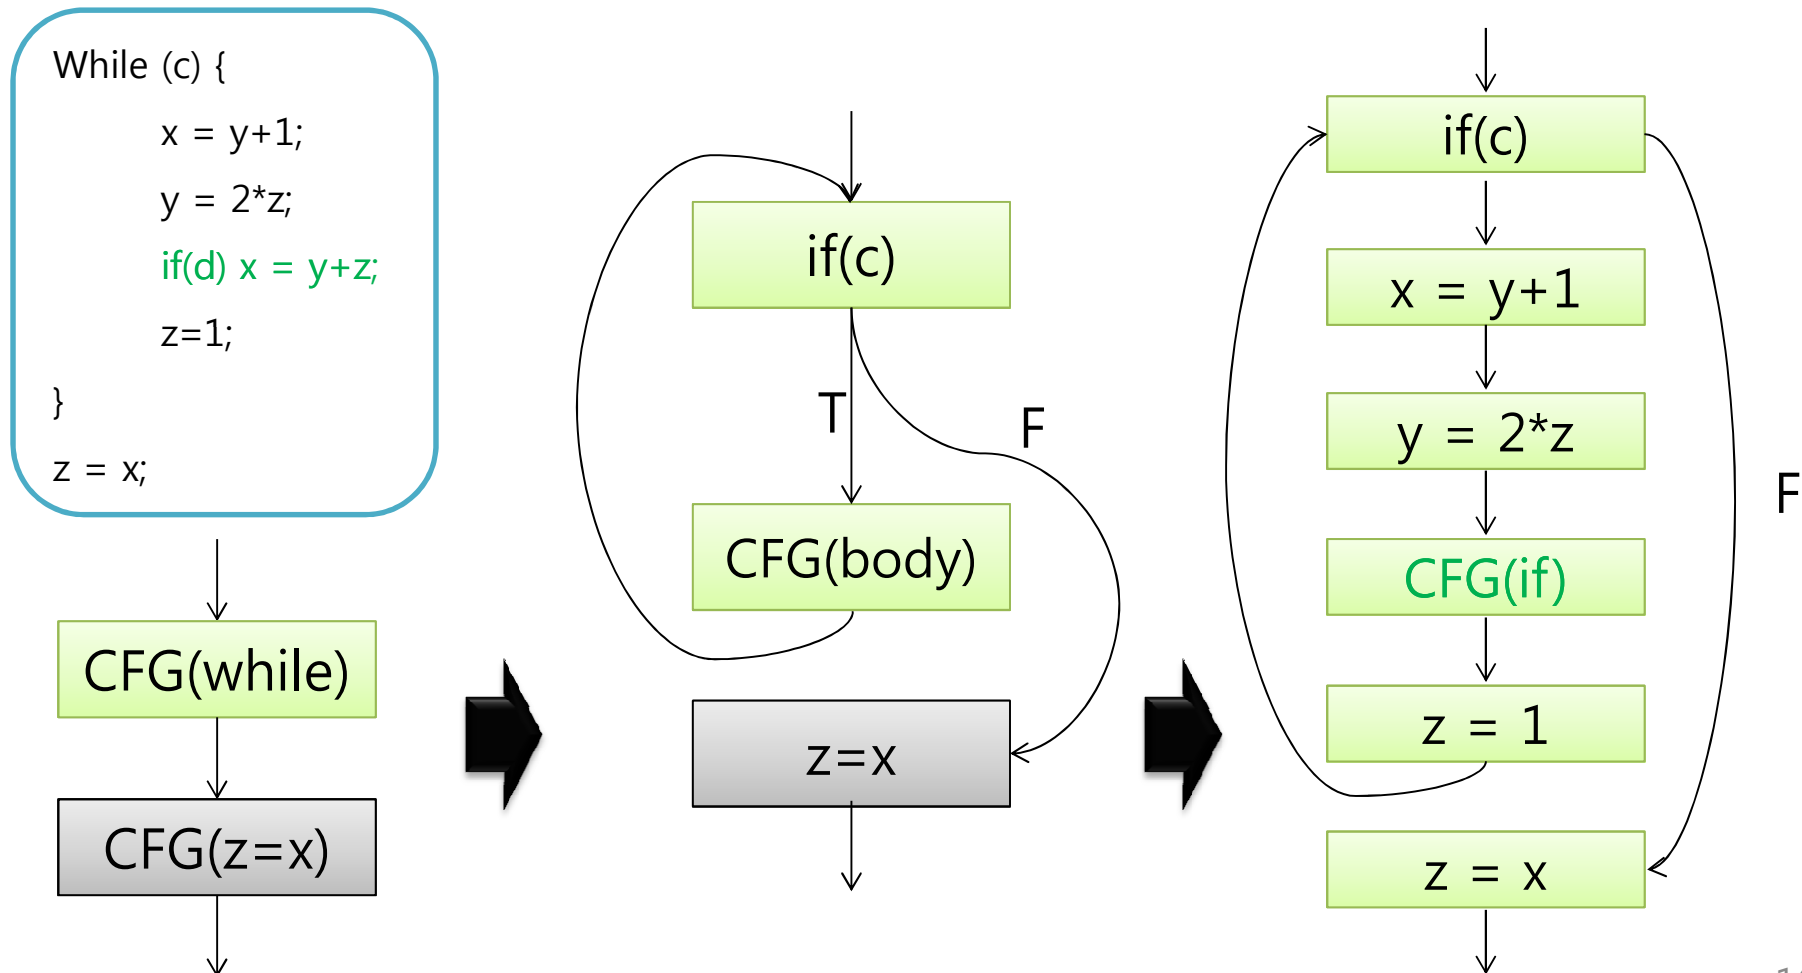 While (c) {
x = y+1;
y = 2*z;
if(d) x = y+z;
z=1;
}
z = x;
CFG(while)
CFG(z=x)
if(c)
T
F
CFG(body)
z=x
if(c)
x = y+1
y = 2*z
F
CFG(if)
z = 1
z = x